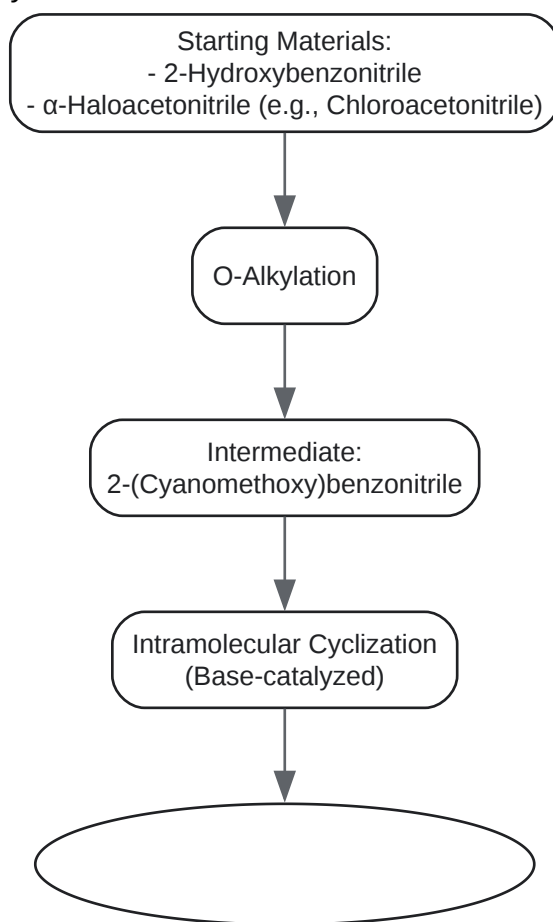 Starting Materials:
- 2-Hydroxybenzonitrile
- α-Haloacetonitrile (e.g., Chloroacetonitrile)
O-Alkylation
Intermediate:
2-(Cyanomethoxy)benzonitrile
Intramolecular Cyclization
(Base-catalyzed)